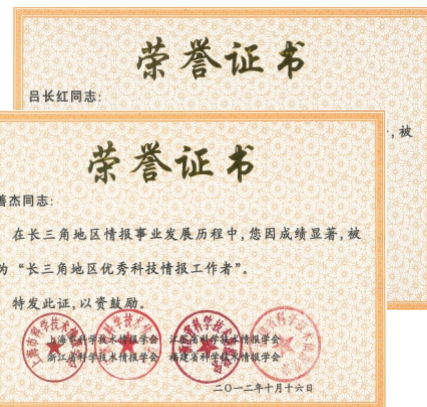 荣誉证书
吕长红同志:
,被
荣誉证书
善杰同志:
在长三角地区情报事业发展历程中,您因成绩显著,被
为“长三角地区优秀科技情报工作者”。
特发此证,以资鼓励。
上海市科学技术情报学会 江苏省科学技术情报学会
浙江省科学技术情报学会 福建省科学技术情报学会
二〇一二年十月十六日